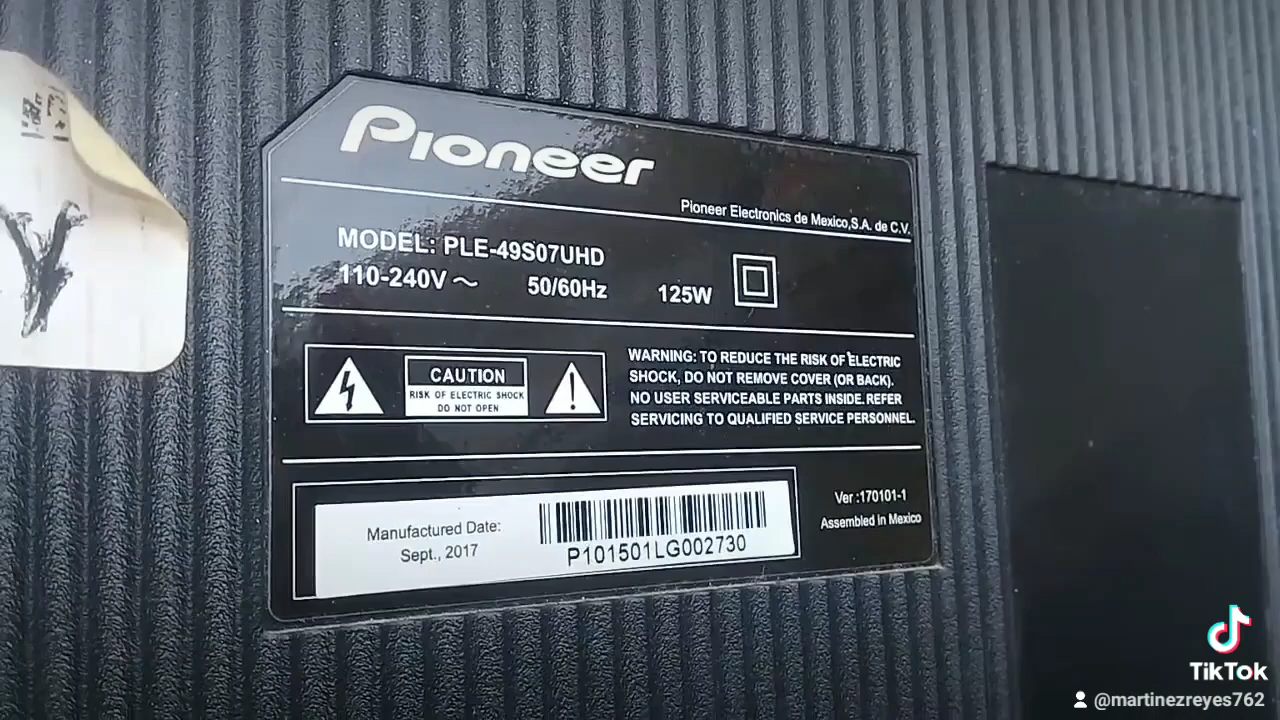 Pioneer
Pioneer Electronics de Mexico,S.A. de C.V.
MODEL: PLE-49S07UHD
110-240V ~ 50/60Hz 125W
CAUTION
RISK OF ELECTRIC SHOCK
DO NOT OPEN
WARNING: TO REDUCE THE RISK OF ELECTRIC
SHOCK, DO NOT REMOVE COVER (OR BACK).
NO USER SERVICEABLE PARTS INSIDE. REFER
SERVICING TO QUALIFIED SERVICE PERSONNEL.
Manufactured Date:
Sept., 2017
P101501LG002730
Ver :170101-1
Assembled in Mexico
TikTok
@martinezreyes762